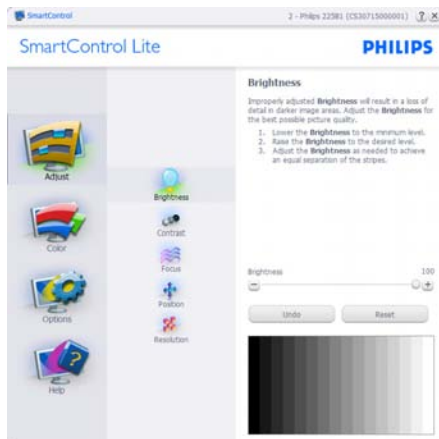 SmartControl
2 - Philips 225B1 (CS30715000001)
? X
SmartControl Lite
PHILIPS
Brightness
Improperly adjusted Brightness will result in a loss of
detail in darker image areas. Adjust the Brightness for
the best possible picture quality.
1. Lower the Brightness to the minimum level.
2. Raise the Brightness to the desired level.
3. Adjust the Brightness as needed to achieve
an equal separation of the stripes.
Adjust
Brightness
Contrast
Color
Focus
Brightness 100
Position
Options
Undo Reset
Resolution
Help